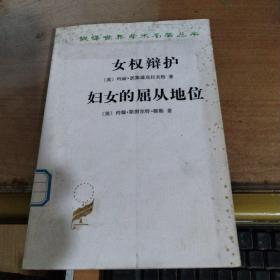 汉译世界学术名著丛书
女权辩护
〔英〕玛丽·沃斯通克拉夫特 著
妇女的屈从地位
〔英〕约翰·斯图尔特·穆勒 著